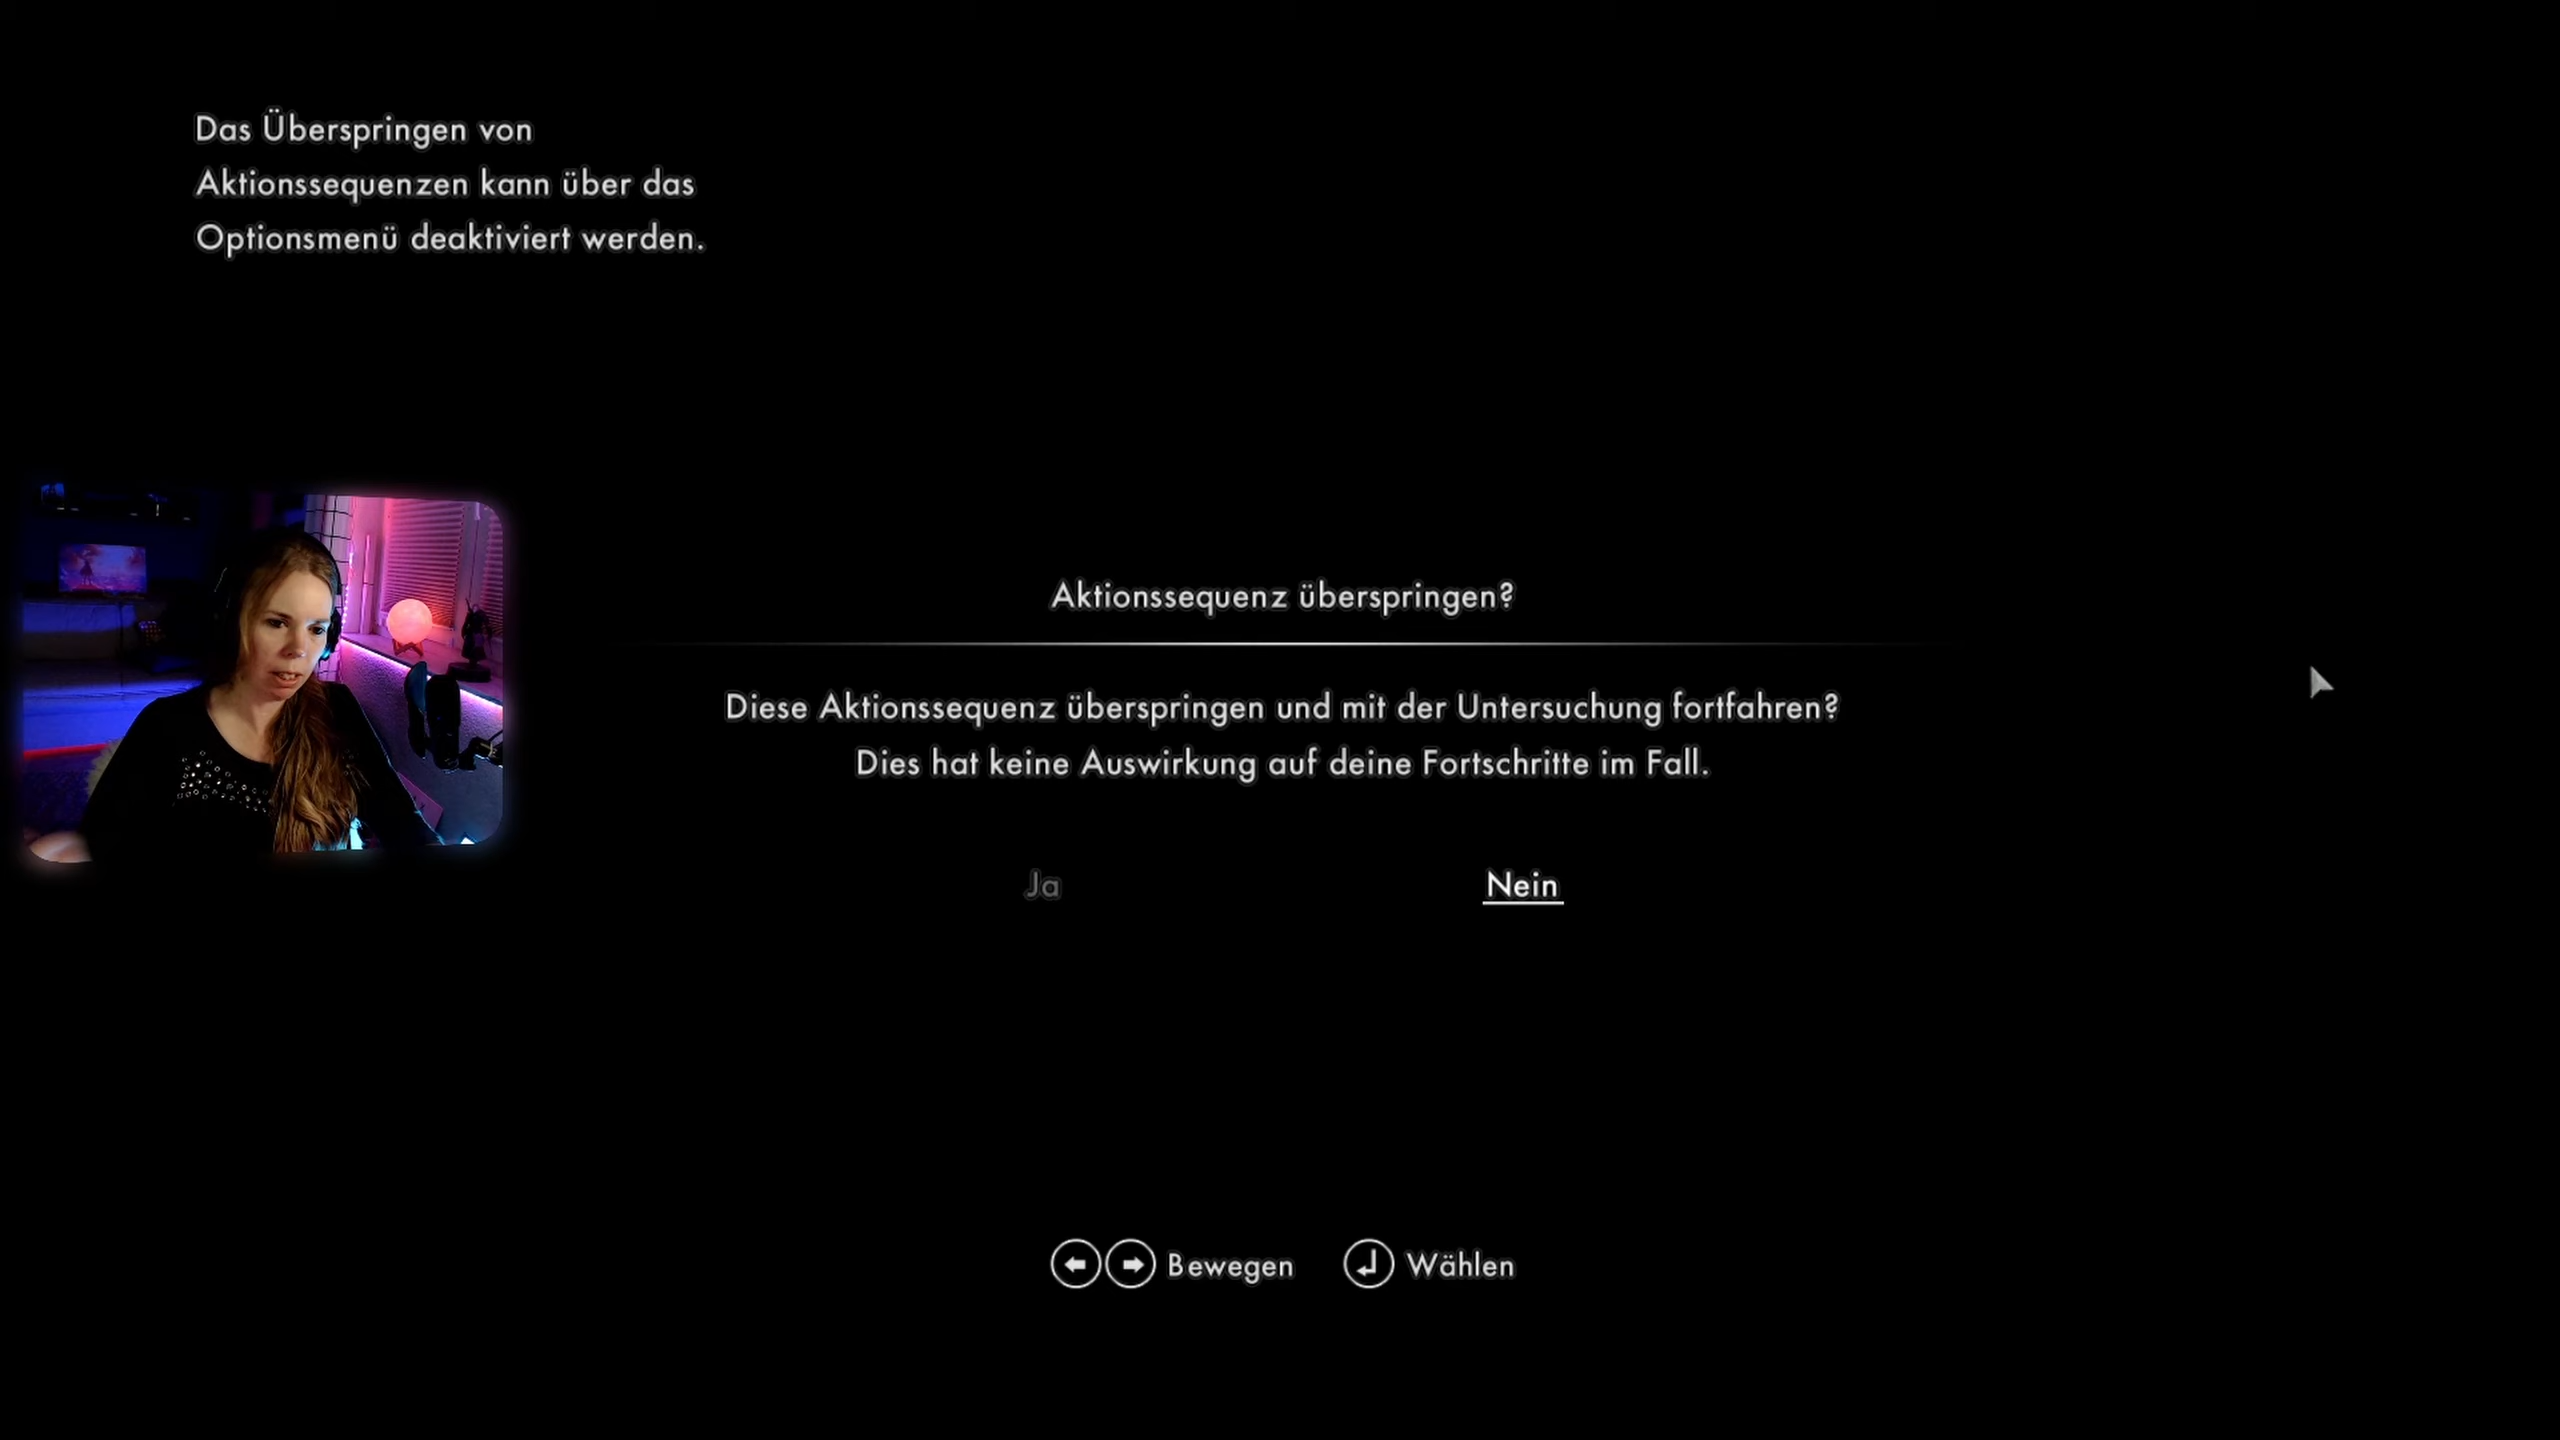 Das Überspringen von
Aktionssequenzen kann über das
Optionsmenü deaktiviert werden.
Aktionssequenz überspringen?
Diese Aktionssequenz überspringen und mit der Untersuchung fortfahren?
Dies hat keine Auswirkung auf deine Fortschritte im Fall.
Ja Nein
Bewegen Wählen